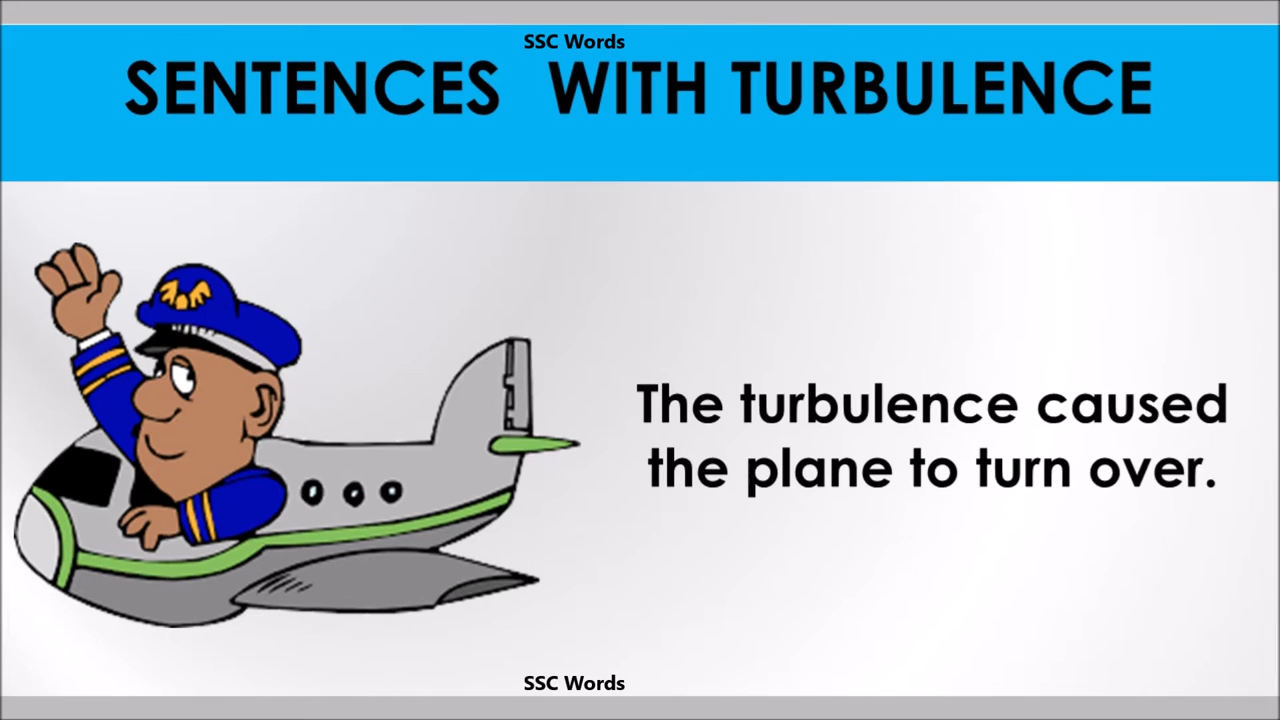 SSC Words
SENTENCES WITH TURBULENCE
The turbulence caused
the plane to turn over.
SSC Words